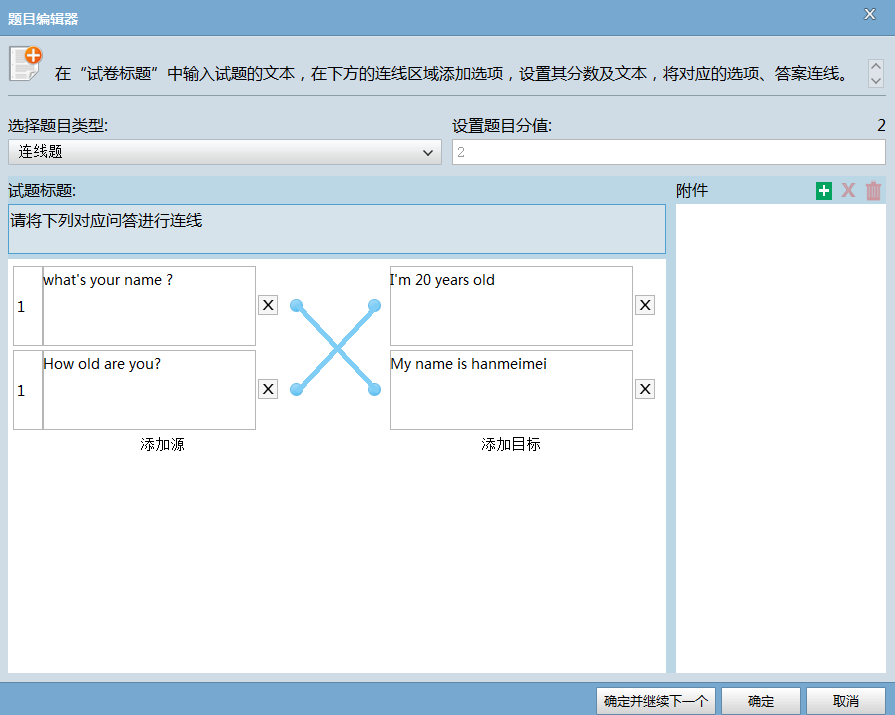 题目编辑器
在“试卷标题”中输入试题的文本，在下方的连线区域添加选项，设置其分数及文本，将对应的选项、答案连线。
选择题目类型:
设置题目分值:
2
连线题
2
试题标题:
附件
请将下列对应问答进行连线
1
what's your name ?
X
I'm 20 years old
X
1
How old are you?
X
My name is hanmeimei
X
添加源
添加目标
确定并继续下一个
确定
取消